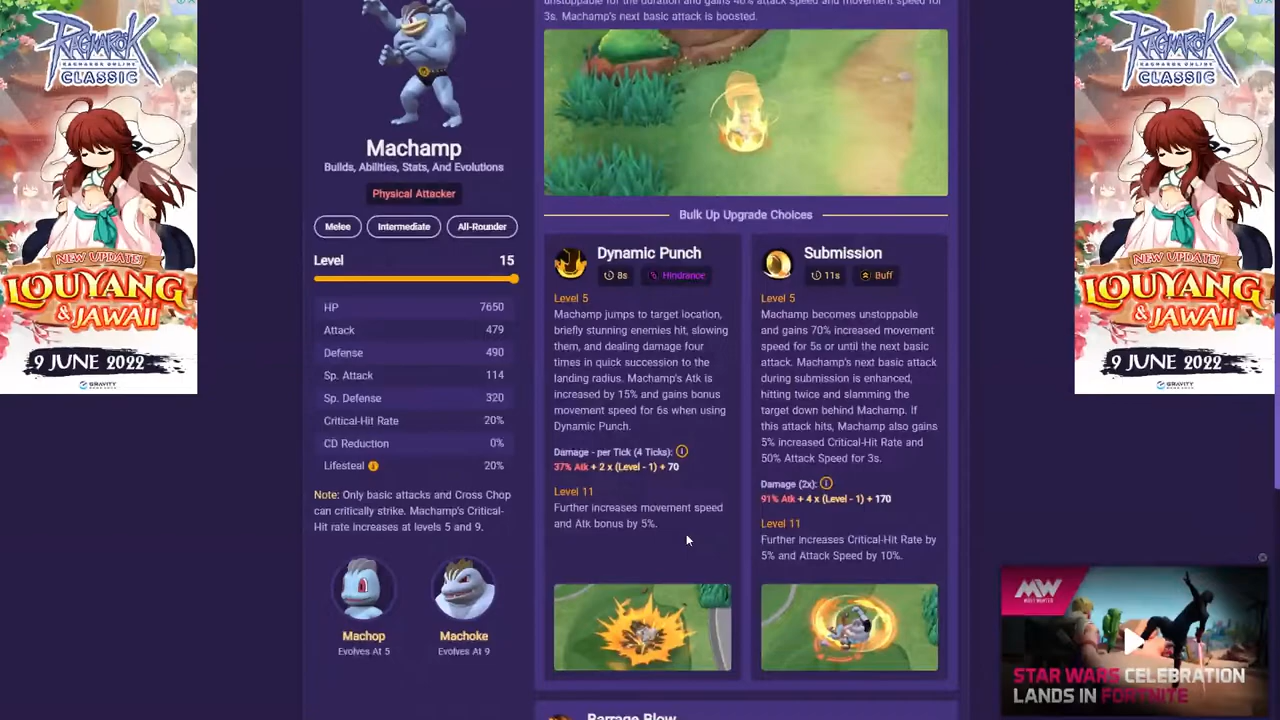 RAGNAROK
RAGNAROK ONLINE
CLASSIC
NEW UPDATE!
LOUYANG
& JAWAII
9 JUNE 2022
GRAVITY
Machamp
Builds, Abilities, Stats, And Evolutions
Physical Attacker
Melee
Intermediate
All-Rounder
Level 15
HP 7650
Attack 479
Defense 490
Sp. Attack 114
Sp. Defense 320
Critical-Hit Rate 20%
CD Reduction 0%
Lifesteal 20%
Note: Only basic attacks and Cross Chop
can critically strike. Machamp's Critical-
Hit rate increases at levels 5 and 9.
Machop
Evolves At 5
Machoke
Evolves At 9
unstoppable for the duration and gains 40% attack speed and movement speed for
3s. Machamp's next basic attack is boosted.
Bulk Up Upgrade Choices
Dynamic Punch
8s
Hindrance
Level 5
Machamp jumps to target location,
briefly stunning enemies hit, slowing
them, and dealing damage four
times in quick succession to the
landing radius. Machamp's Atk is
increased by 15% and gains bonus
movement speed for 6s when using
Dynamic Punch.
Damage - per Tick (4 Ticks):
37% Atk + 2 x (Level - 1) + 70
Level 11
Further increases movement speed
and Atk bonus by 5%.
Submission
11s
Buff
Level 5
Machamp becomes unstoppable
and gains 70% increased movement
speed for 5s or until the next basic
attack. Machamp's next basic attack
during submission is enhanced,
hitting twice and slamming the
target down behind Machamp. If
this attack hits, Machamp also gains
5% increased Critical-Hit Rate and
50% Attack Speed for 3s.
Damage (2x):
91% Atk + 4 x (Level - 1) + 170
Level 11
Further increases Critical-Hit Rate by
5% and Attack Speed by 10%.
Barrage Blow
RAGNAROK
RAGNAROK ONLINE
CLASSIC
NEW UPDATE!
LOUYANG
& JAWAII
9 JUNE 2022
GRAVITY
MW
MOST WANTED
STAR WARS CELEBRATION
LANDS IN FORTNITE